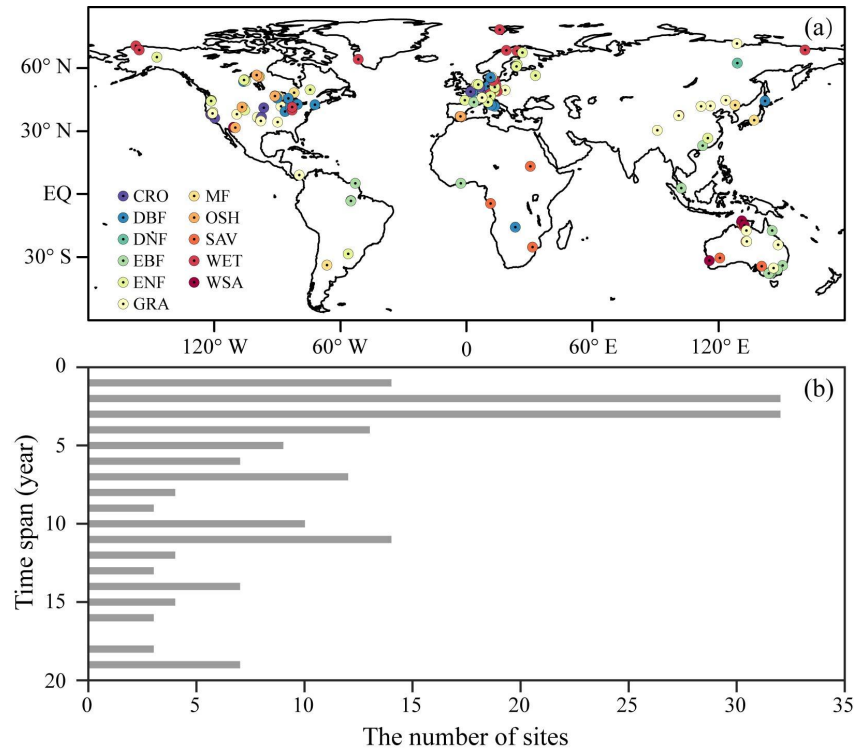 (a)
60° N
30° N
EQ
30° S
CRO MF
DBF OSH
DNF SAV
EBF WET
ENF WSA
GRA
120° W 60° W 0 60° E 120° E
(b)
0
5
10
15
20
Time span (year)
0 5 10 15 20 25 30 35
The number of sites